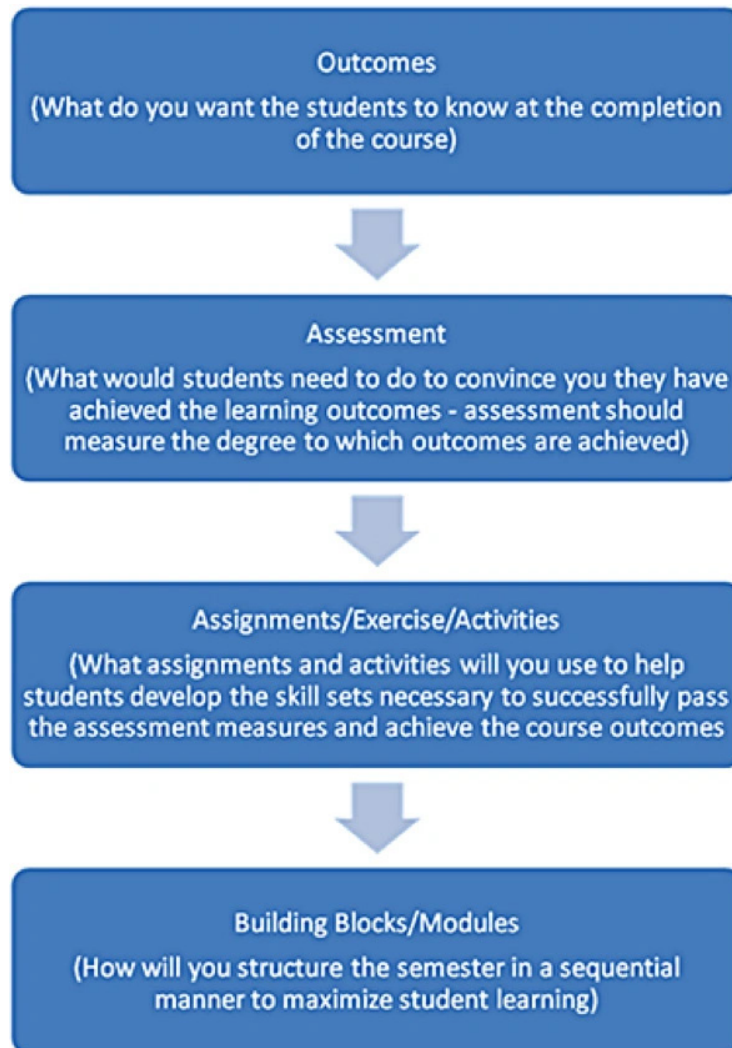 Outcomes
(What do you want the students to know at the completion
of the course)
Assessment
(What would students need to do to convince you they have
achieved the learning outcomes - assessment should
measure the degree to which outcomes are achieved)
Assignments/Exercise/Activities
(What assignments and activities will you use to help
students develop the skill sets necessary to successfully pass
the assessment measures and achieve the course outcomes
Building Blocks/Modules
(How will you structure the semester in a sequential
manner to maximize student learning)